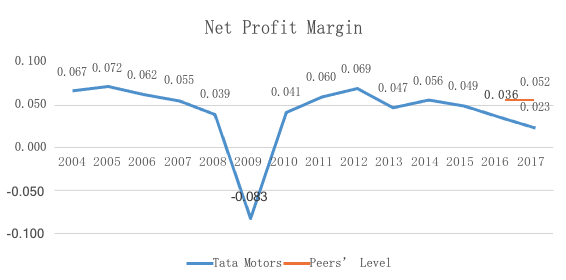 Net Profit Margin
0.100
0.050
0.000
-0.050
-0.100
0.067 0.072 0.062 0.055 0.039 -0.083 0.041 0.060 0.069 0.047 0.056 0.049 0.036 0.023
0.052
2004 2005 2006 2007 2008 2009 2010 2011 2012 2013 2014 2015 2016 2017
Tata Motors Peers’ Level